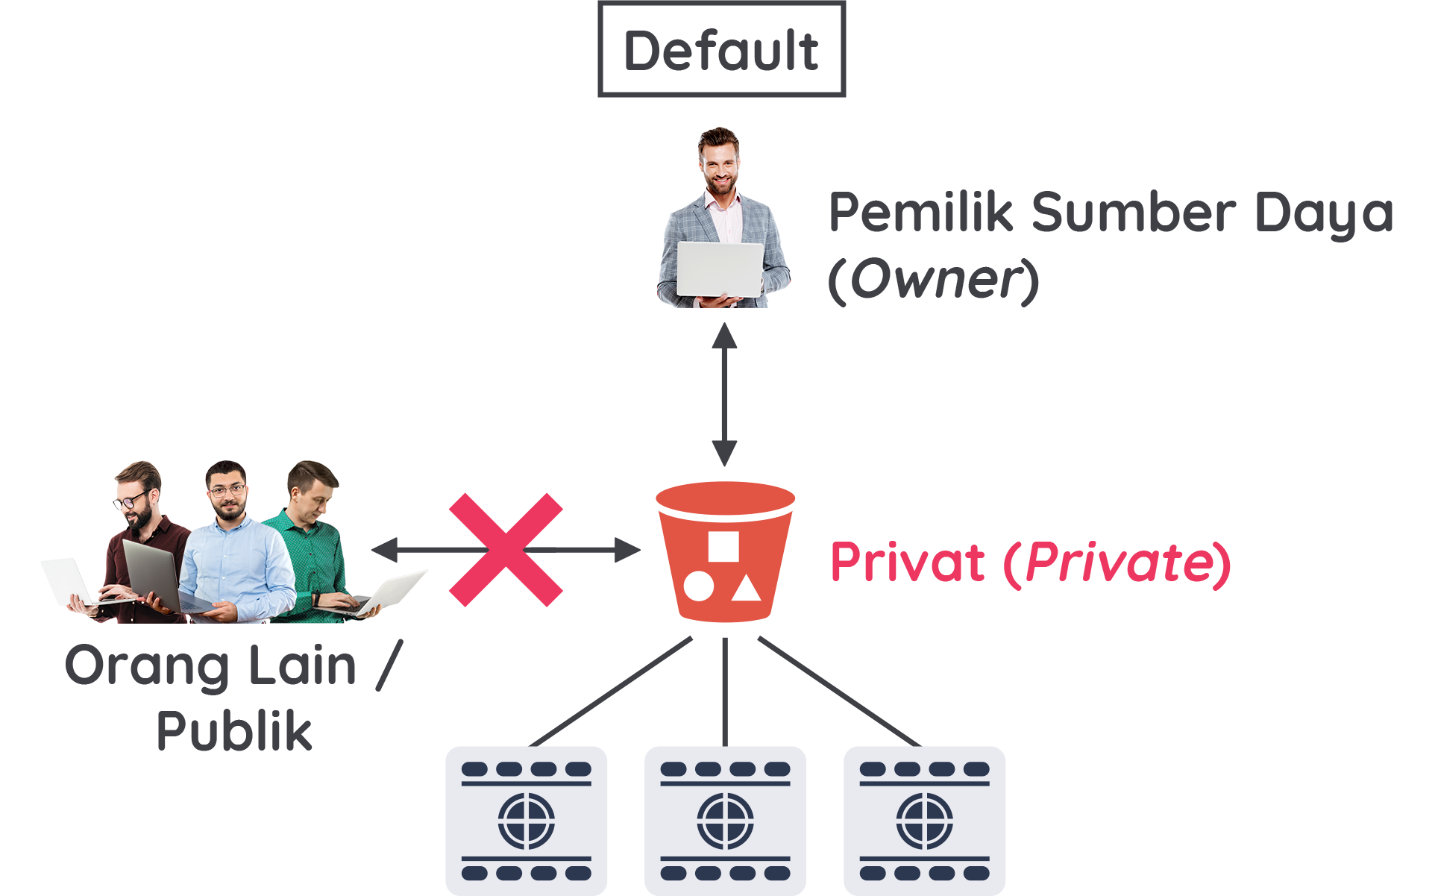 Default
Pemilik Sumber Daya
(Owner)
Privat (Private)
Orang Lain /
Publik